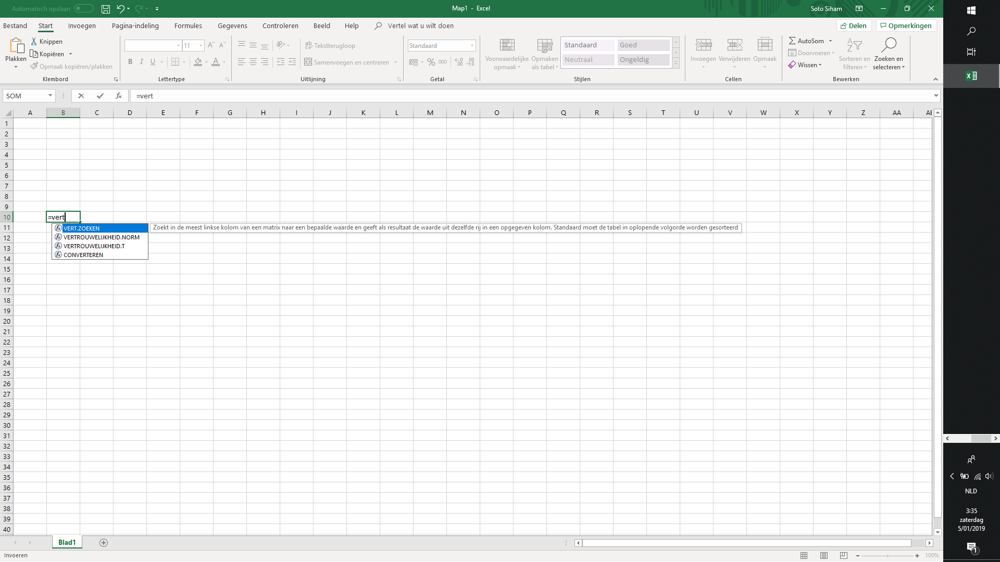 Automatisch opslaan
Map1 - Excel
Soto Siham
Bestand Start Invoegen Pagina-indeling Formules Gegevens Controleren Beeld Help Vertel wat u wilt doen
Delen Opmerkingen
Plakken
Knippen
Kopiëren
Opmaak kopiëren/plakken
Klembord
11 A A
B I U A
Lettertype
Tekstterugloop
Samenvoegen en centreren
Uitlijning
Standaard
% 000
Getal
Voorwaardelijke
opmaak
Opmaken
als tabel
Standaard Goed
Neutraal Ongeldig
Stijlen
Invoegen Verwijderen Opmaak
Cellen
AutoSom
Doorvoeren
Wissen
Sorteren en
filteren
Zoeken en
selecteren
Bewerken
SOM fx =vert
A B C D E F G H I J K L M N O P Q R S T U V W X Y Z AA
1
2
3
4
5
6
7
8
9
10 =vert
11
12
13
14
15
16
17
18
19
20
21
22
23
24
25
26
27
28
29
30
31
32
33
34
35
36
37
38
39
40
VERT.ZOEKEN
Zoekt in de meest linkse kolom van een matrix naar een bepaalde waarde en geeft als resultaat de waarde uit dezelfde rij in een opgegeven kolom. Standaard moet de tabel in oplopende volgorde worden gesorteerd
VERTROUWELIJKHEID.NORM
VERTROUWELIJKHEID.T
CONVERTEREN
Blad1
Invoeren
100%
NLD
3:35
zaterdag
5/01/2019
1